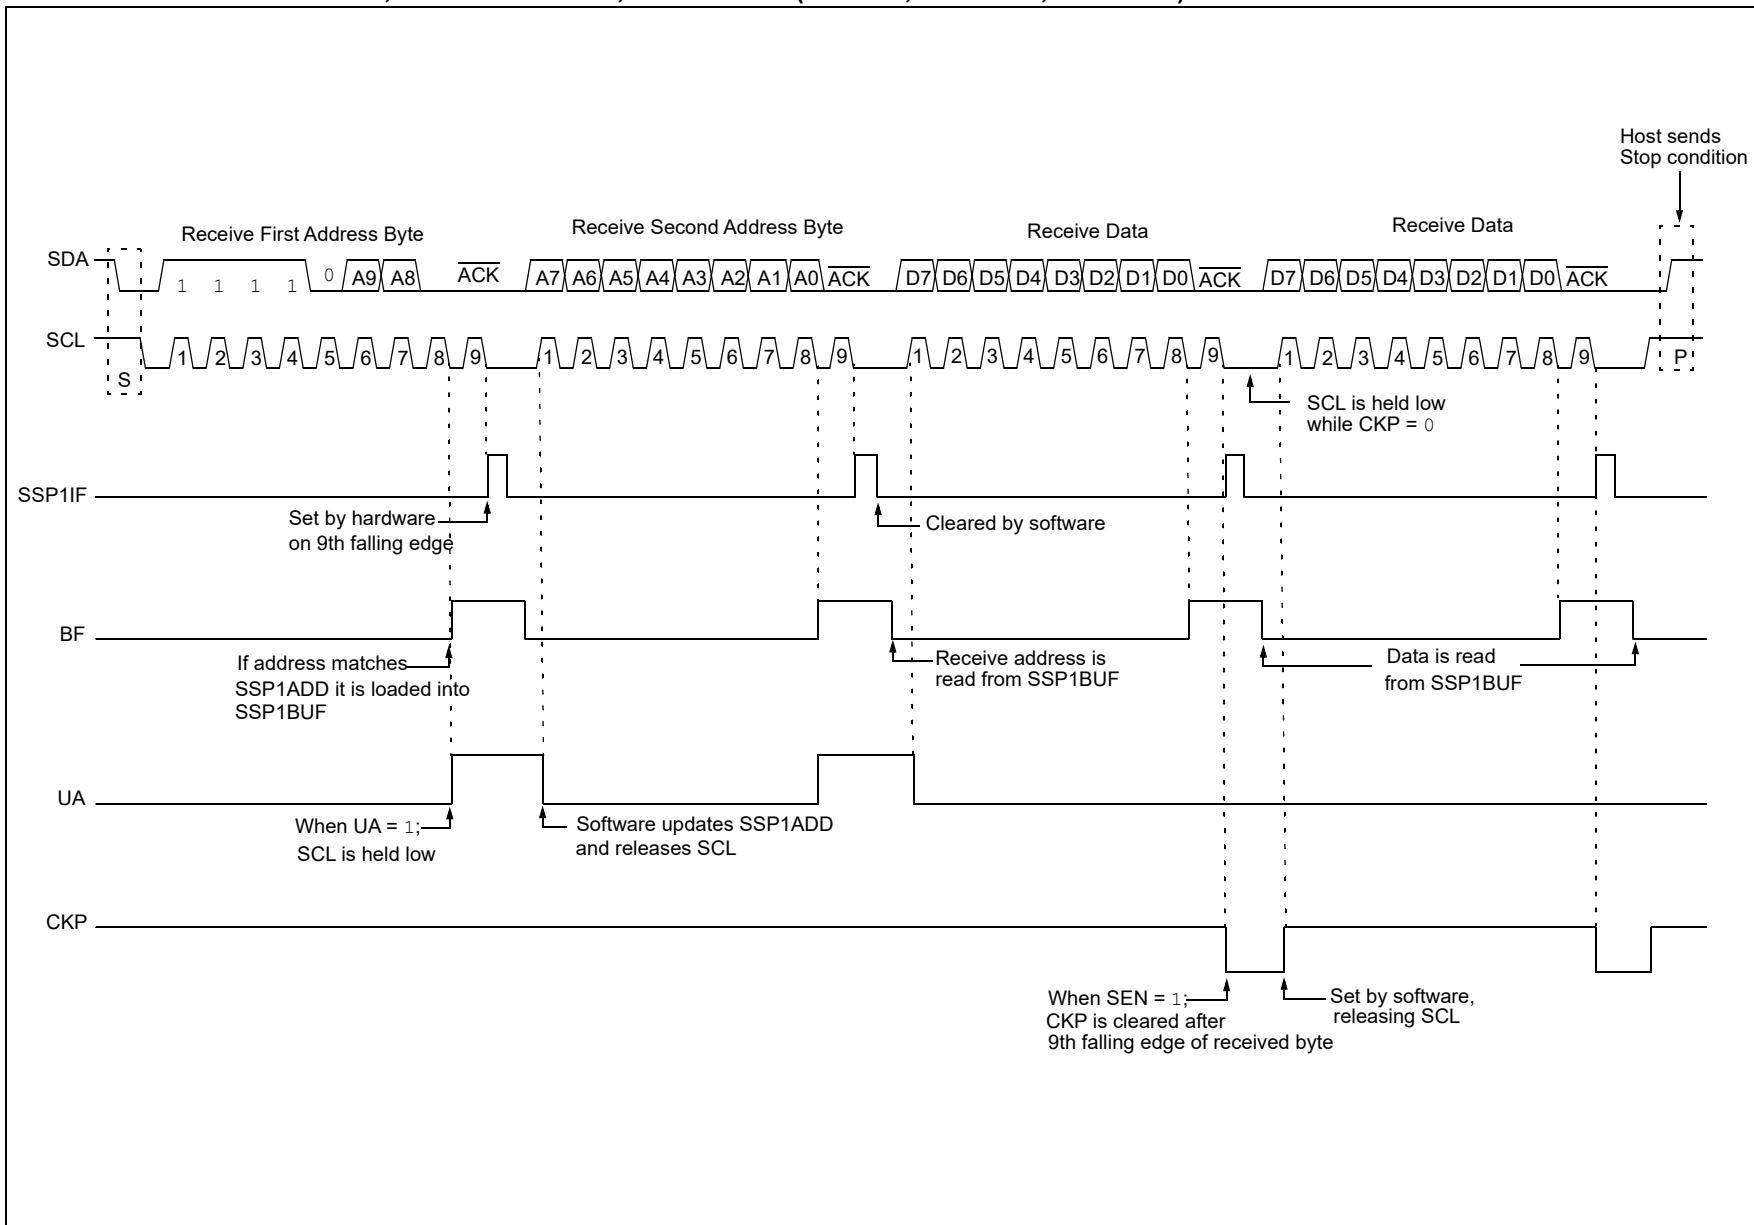 Host sends
Stop condition
Receive First Address Byte
Receive Second Address Byte
Receive Data
Receive Data
SDA
1 1 1 1 0 A9 A8 ACK A7 A6 A5 A4 A3 A2 A1 A0 ACK D7 D6 D5 D4 D3 D2 D1 D0 ACK D7 D6 D5 D4 D3 D2 D1 D0 ACK
SCL
S 1 2 3 4 5 6 7 8 9 1 2 3 4 5 6 7 8 9 1 2 3 4 5 6 7 8 9 1 2 3 4 5 6 7 8 9 P
SCL is held low
while CKP = 0
SSP1IF
Set by hardware
on 9th falling edge
Cleared by software
BF
If address matches
SSP1ADD it is loaded into
SSP1BUF
Receive address is
read from SSP1BUF
Data is read
from SSP1BUF
UA
When UA = 1;
SCL is held low
Software updates SSP1ADD
and releases SCL
CKP
When SEN = 1;
CKP is cleared after
9th falling edge of received byte
Set by software,
releasing SCL